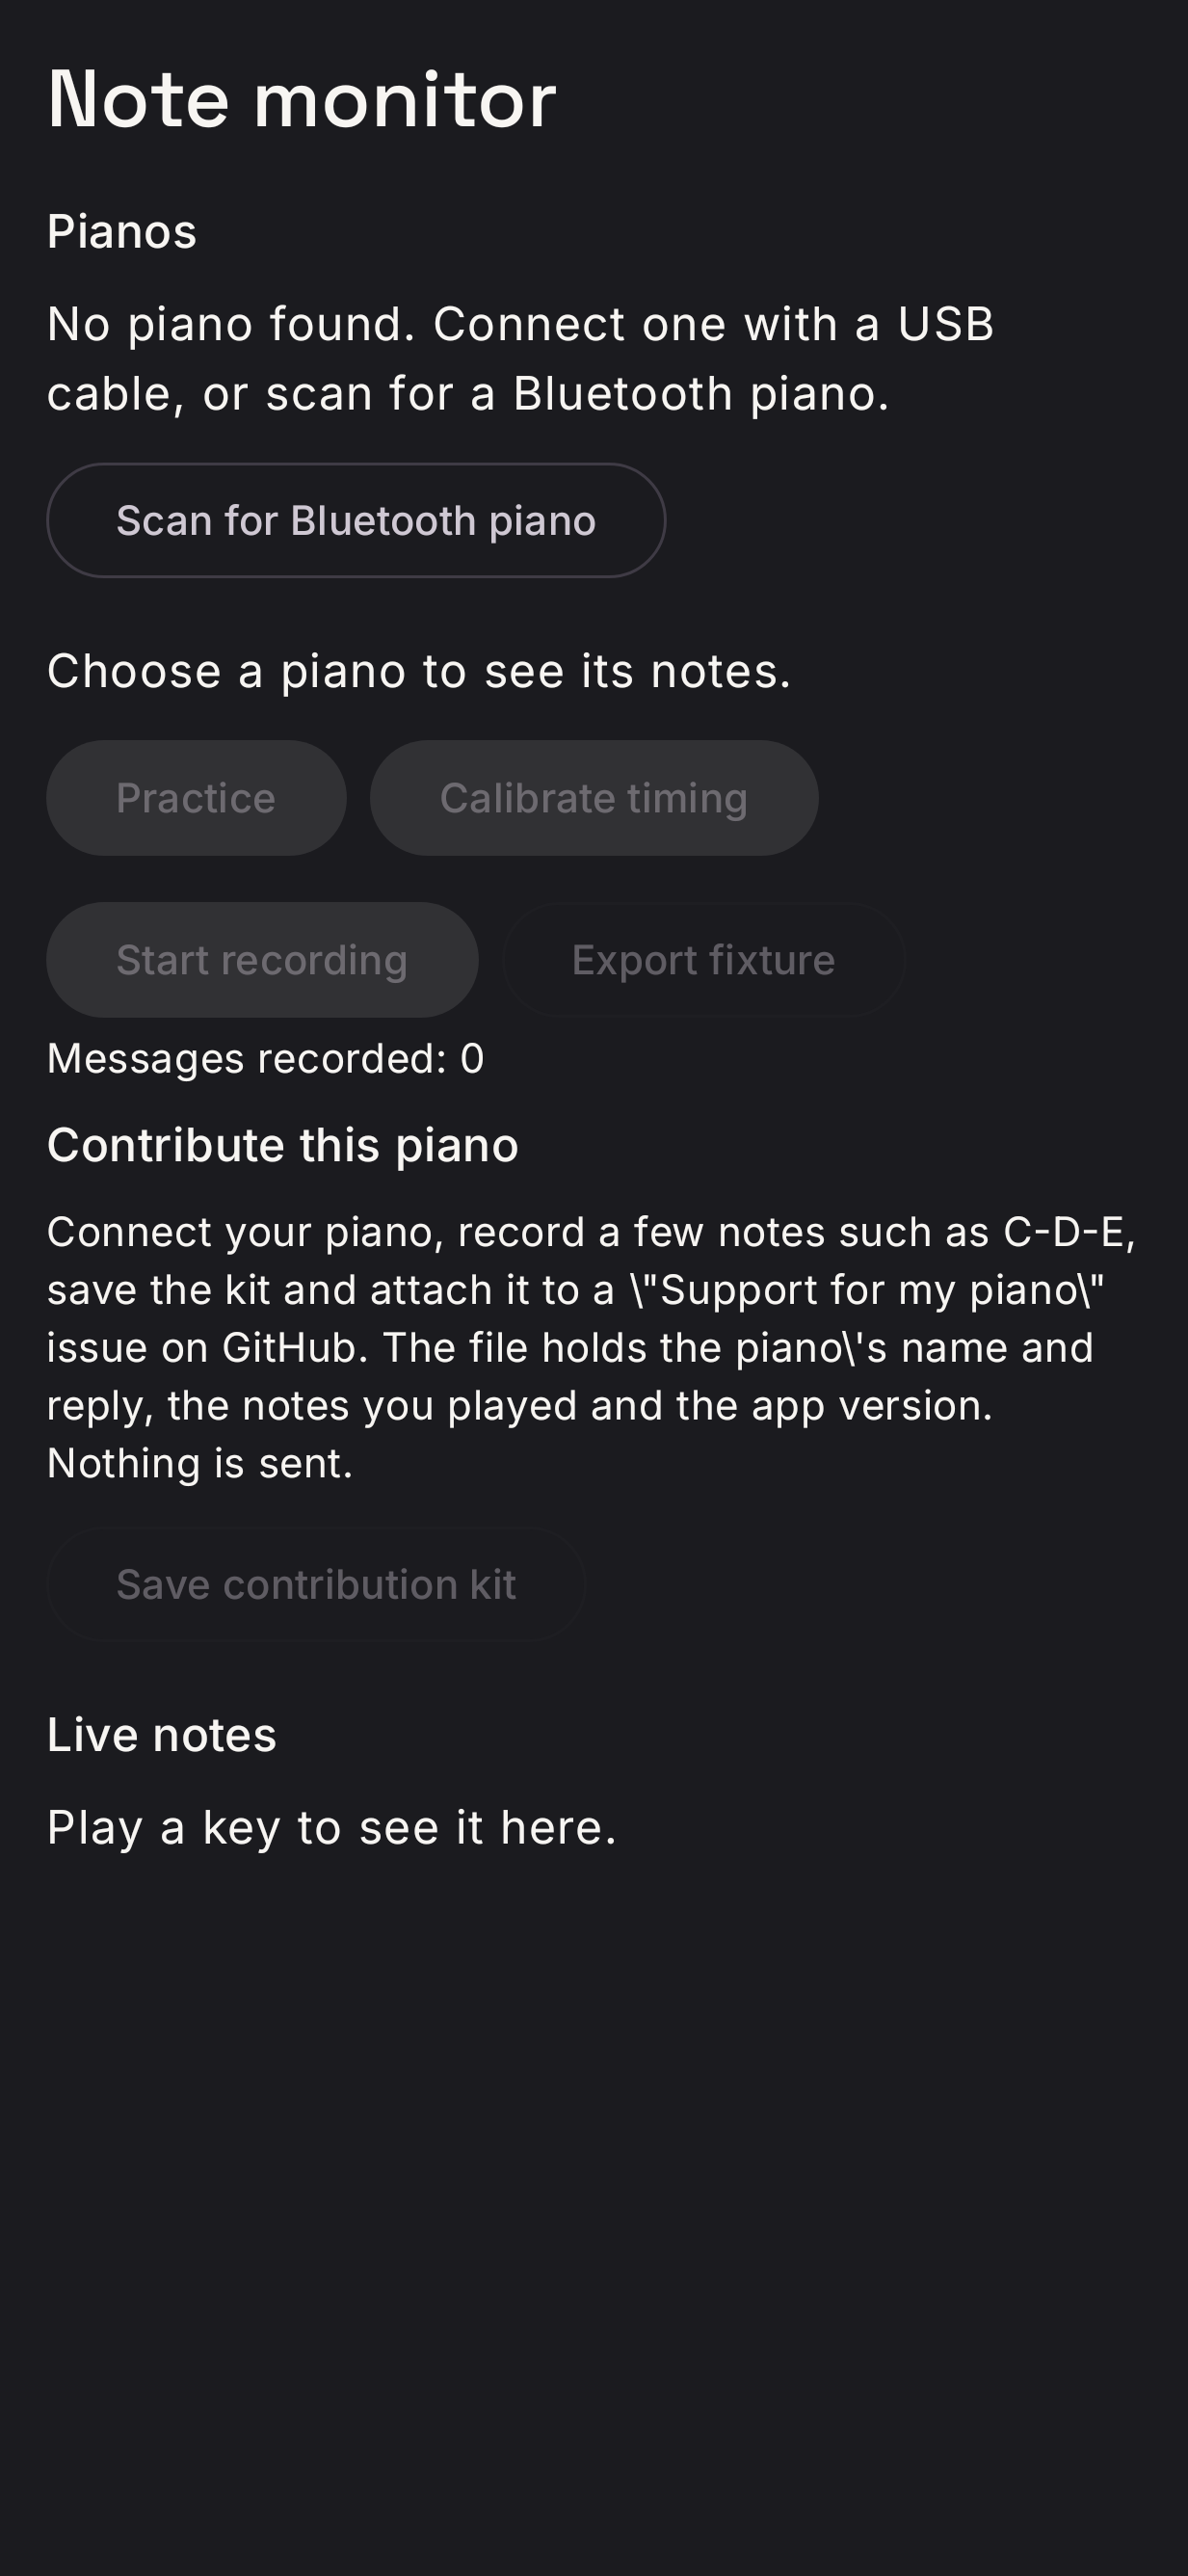 Note monitor
Pianos
No piano found. Connect one with a USB
cable, or scan for a Bluetooth piano.
Scan for Bluetooth piano
Choose a piano to see its notes.
Practice
Calibrate timing
Start recording
Export fixture
Messages recorded: 0
Contribute this piano
Connect your piano, record a few notes such as C-D-E,
save the kit and attach it to a \"Support for my piano\"
issue on GitHub. The file holds the piano\'s name and
reply, the notes you played and the app version.
Nothing is sent.
Save contribution kit
Live notes
Play a key to see it here.